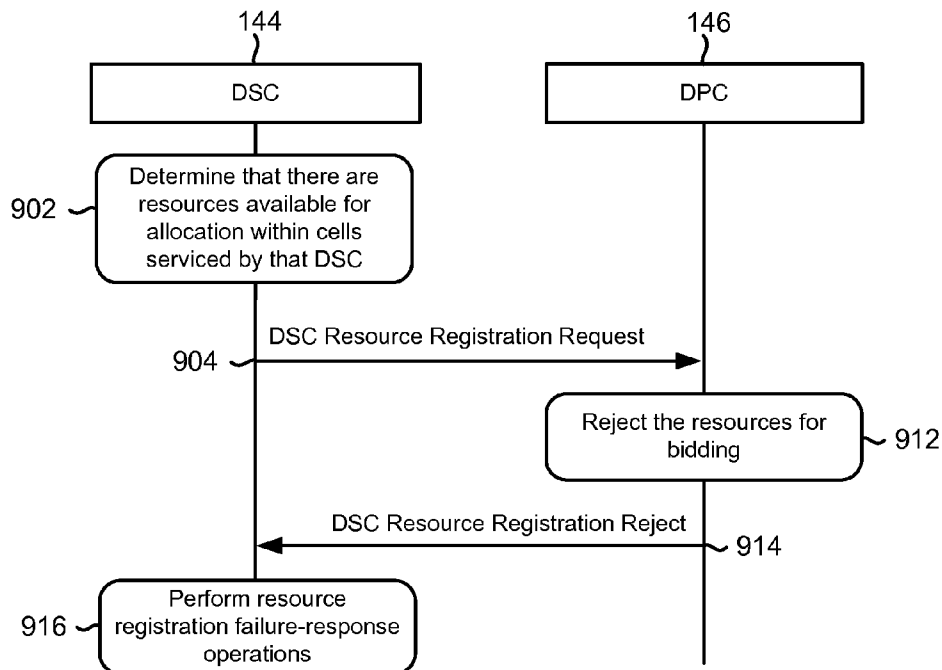 144
146
DSC
DPC
902
Determine that there are
resources available for
allocation within cells
serviced by that DSC
DSC Resource Registration Request
904
Reject the resources for
bidding
912
DSC Resource Registration Reject
914
916
Perform resource
registration failure-response
operations